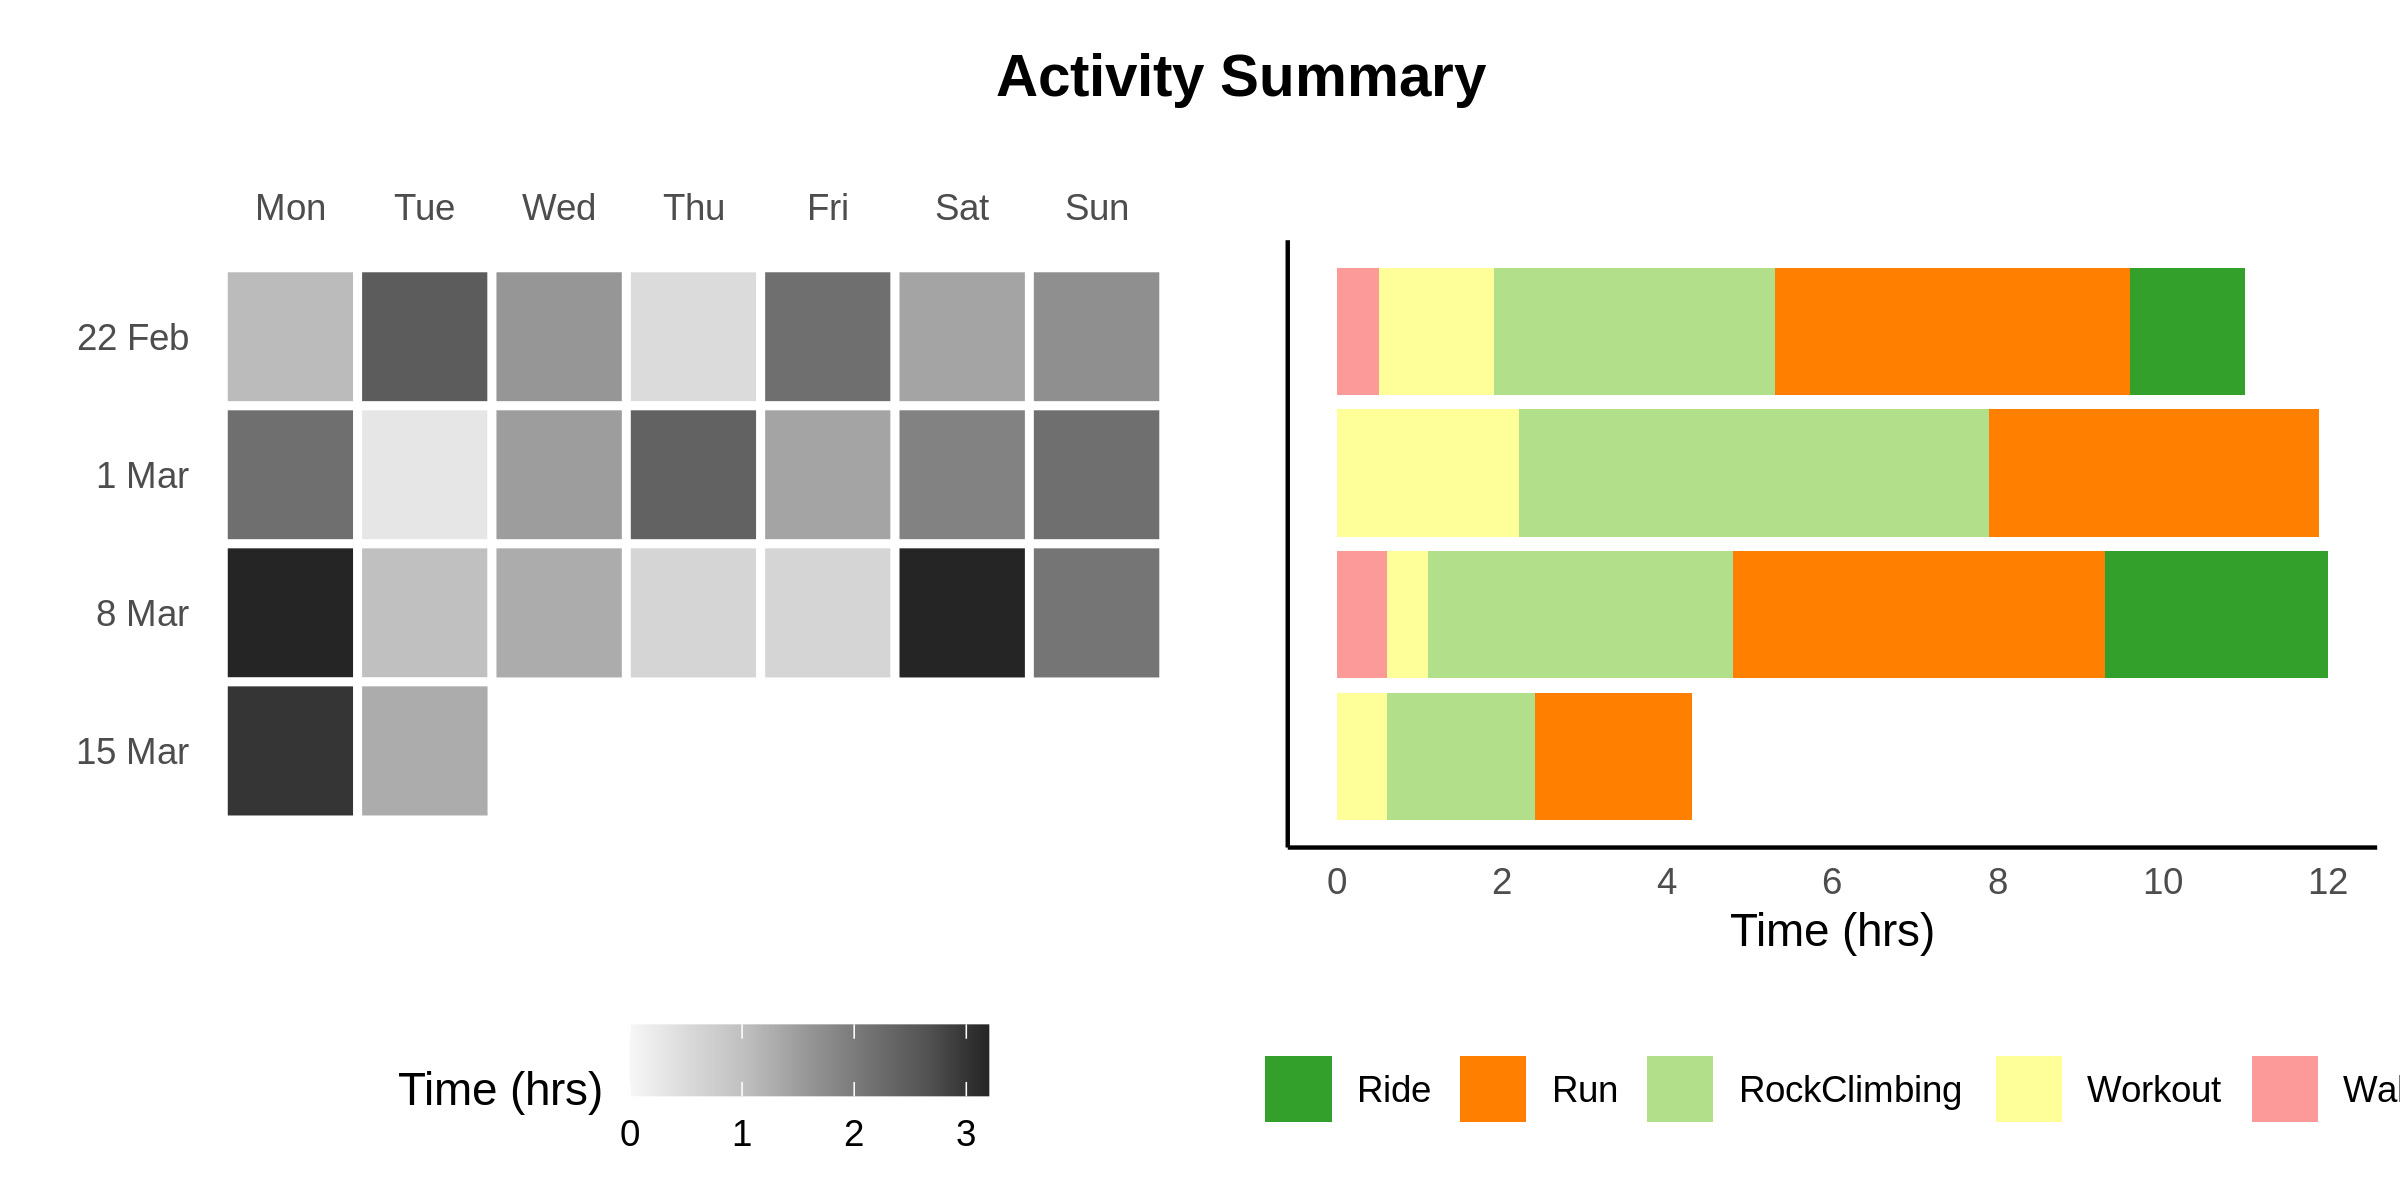 Activity Summary
Mon Tue Wed Thu Fri Sat Sun
22 Feb
1 Mar
8 Mar
15 Mar
0 2 4 6 8 10 12
Time (hrs)
Time (hrs)
0 1 2 3
Ride Run RockClimbing Workout